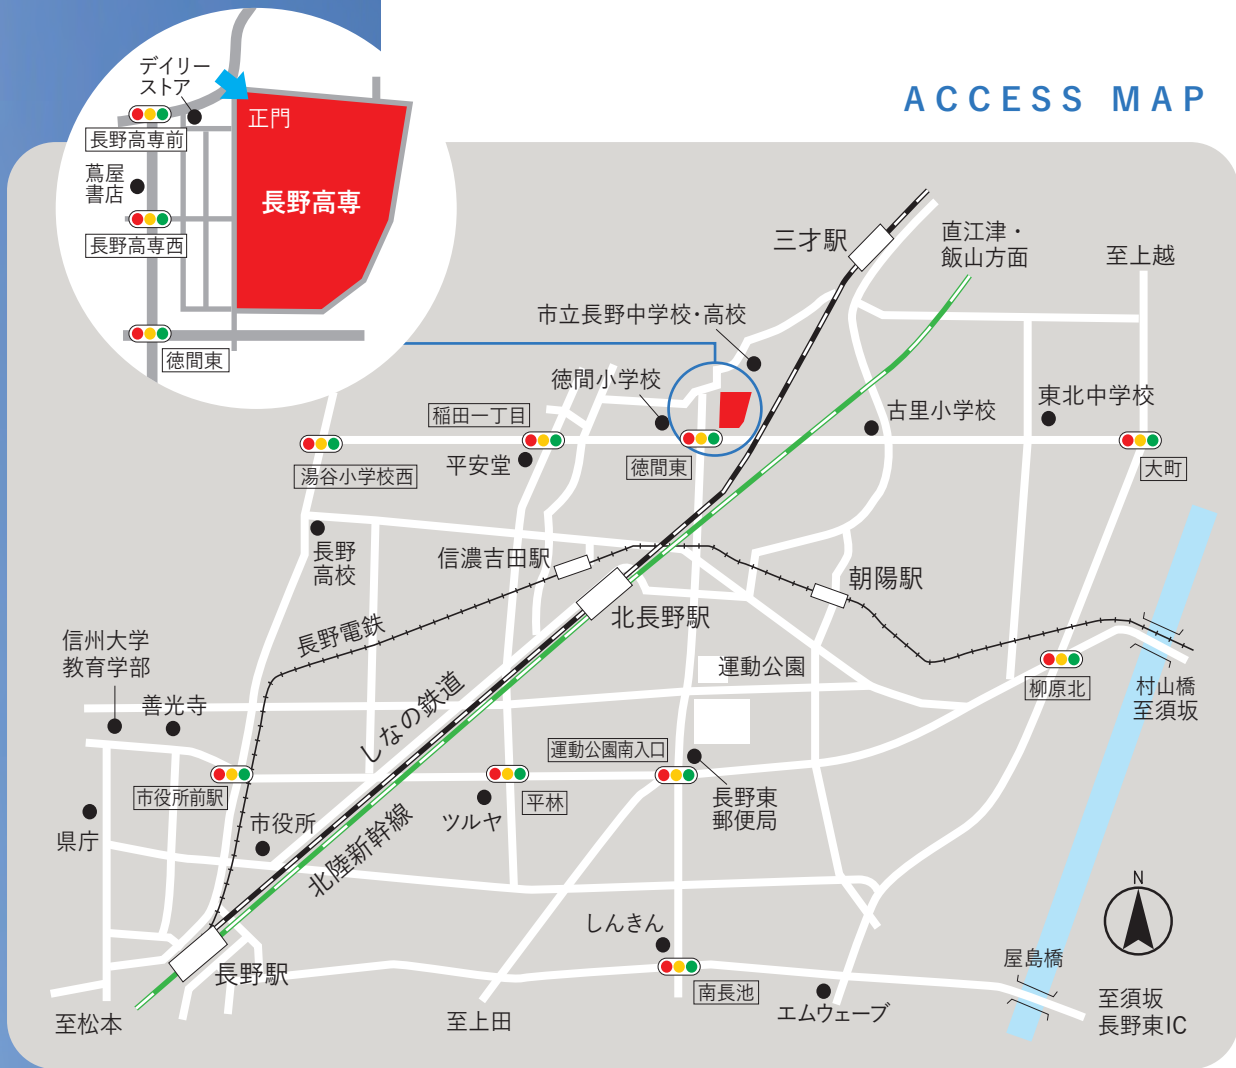 ACCESS MAP
デイリー
ストア
正門
長野高専前
蔦屋
書店
長野高専
長野高専西
徳間東
三才駅
直江津・
飯山方面
至上越
市立長野中学校・高校
徳間小学校
稲田一丁目
平安堂
湯谷小学校西
徳間東
古里小学校
東北中学校
大町
長野
高校
信濃吉田駅
北長野駅
朝陽駅
長野電鉄
信州大学
教育学部
善光寺
しなの鉄道
運動公園
柳原北
村山橋
至須坂
市役所前駅
運動公園南入口
平林
ツルヤ
長野東
郵便局
県庁
市役所
北陸新幹線
N
しんきん
長野駅
南長池
エムウェーブ
屋島橋
至須坂
長野東IC
至松本
至上田